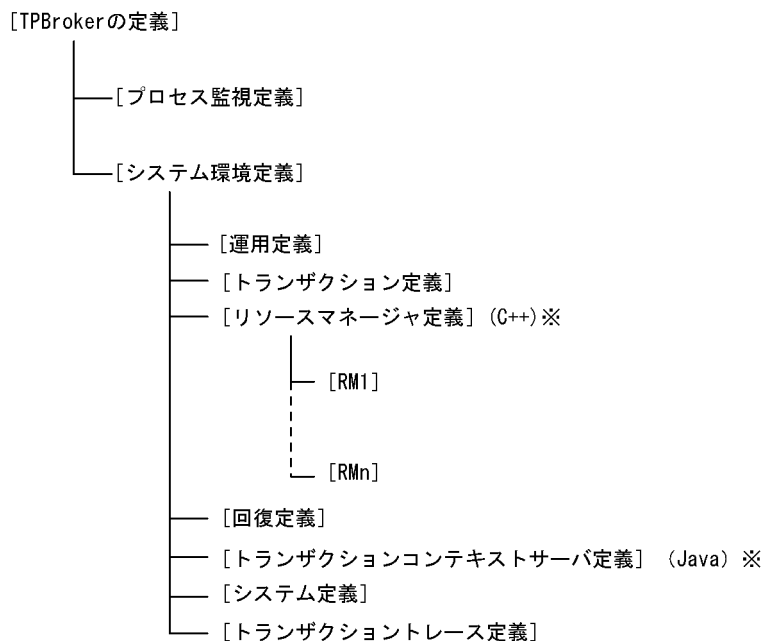 [TPBrokerの定義]
[プロセス監視定義]
[システム環境定義]
[運用定義]
[トランザクション定義]
[リソースマネージャ定義] (C++)※
[RM1]
[RMn]
[回復定義]
[トランザクションコンテキストサーバ定義] (Java) ※
[システム定義]
[トランザクショントレース定義]